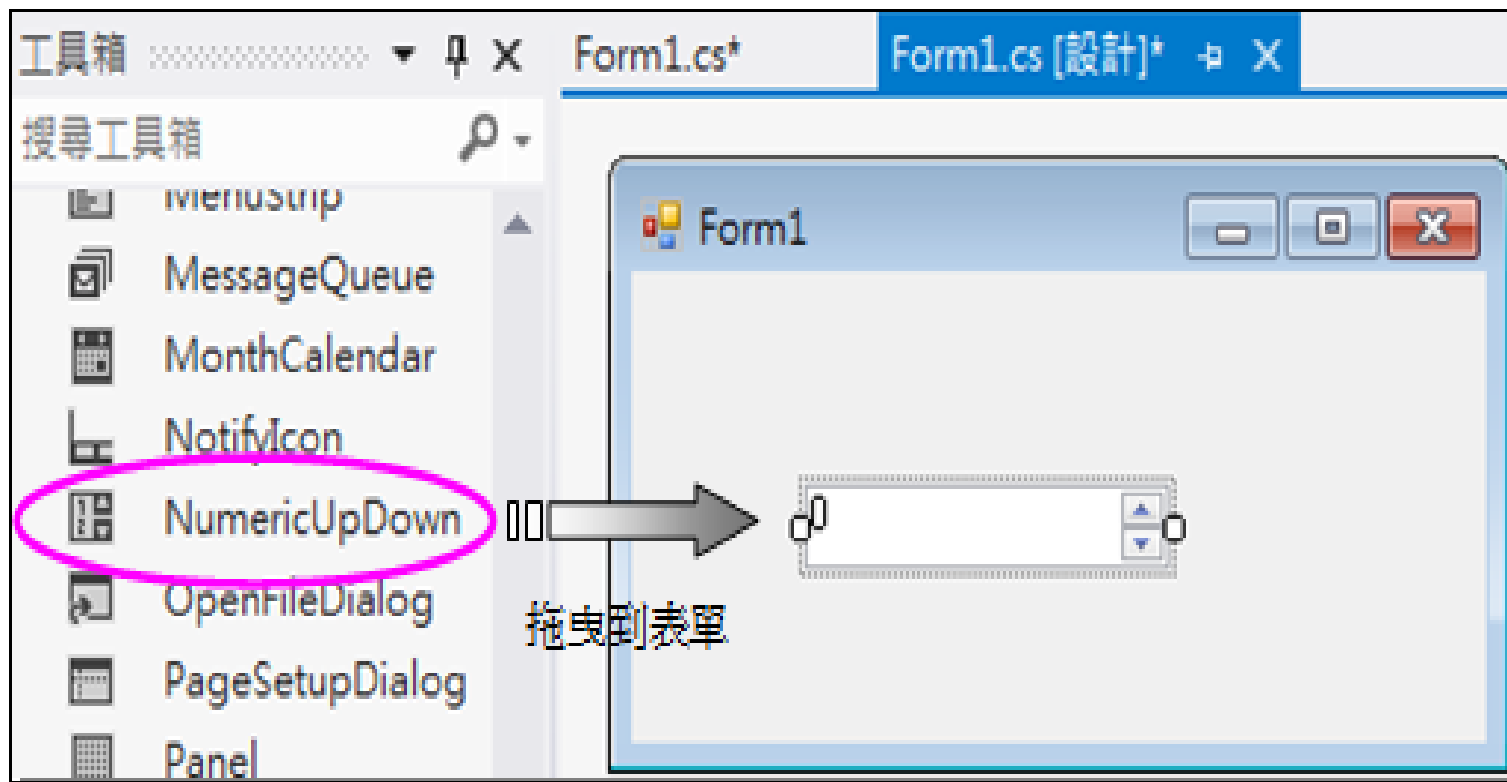 工具箱
搜尋工具箱
MenuStrip
MessageQueue
MonthCalendar
NotifyIcon
NumericUpDown
OpenFileDialog
PageSetupDialog
Panel
拖曳到表單
Form1.cs*
Form1.cs [設計]*
Form1
0